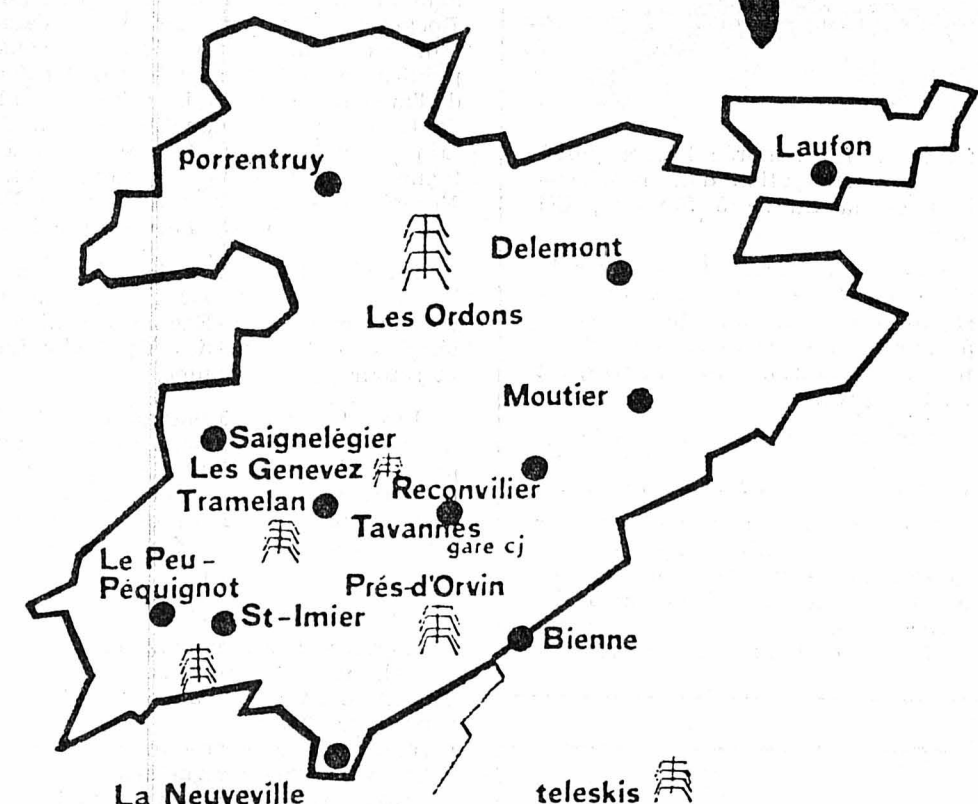 Porrentruy
Laufon
Delemont
Les Ordons
Moutier
Saignelégier
Les Genevez
Reconvilier
Tramelan
Tavannes
gare cj
Le Peu-
Péquignot
Prés-d'Orvin
St-Imier
Bienne
La Neuveville
teleskis